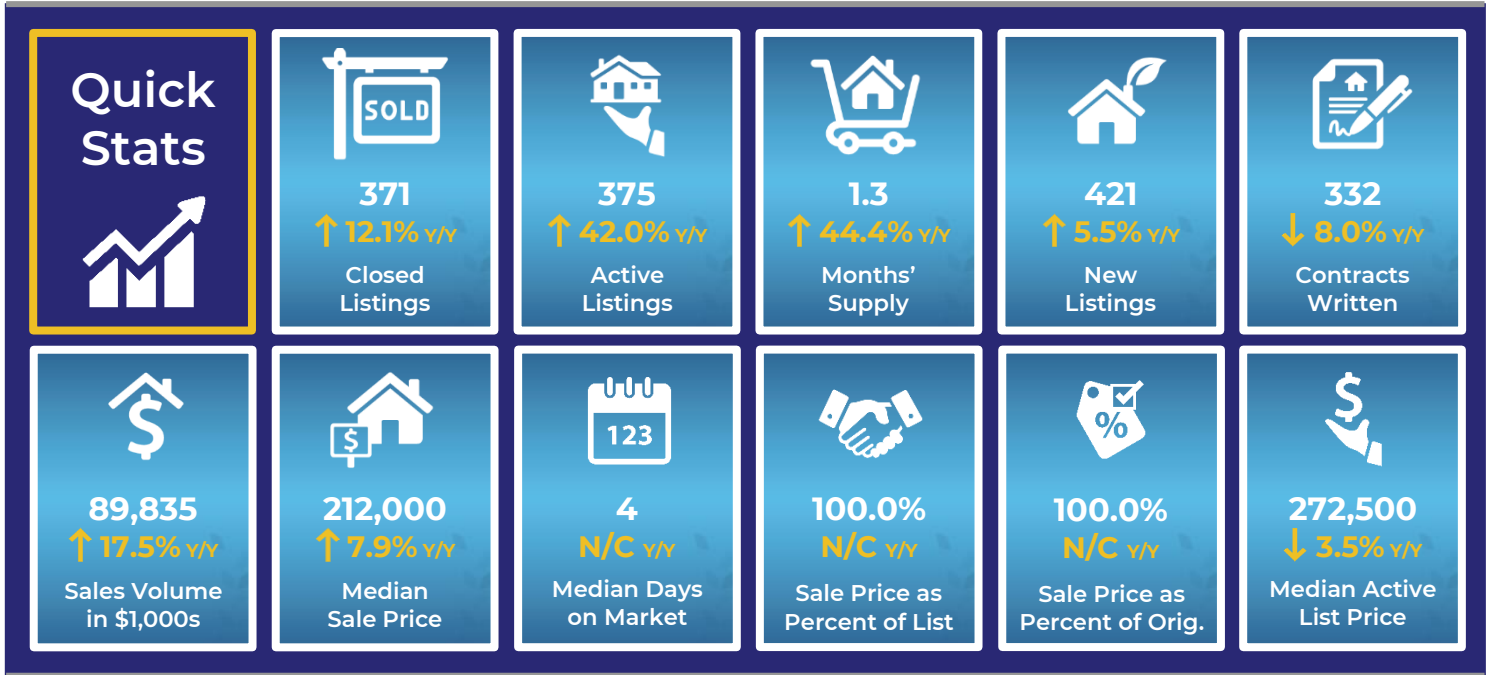 Quick
Stats
SOLD
371
↑ 12.1% Y/Y
Closed
Listings
375
↑ 42.0% Y/Y
Active
Listings
1.3
↑ 44.4% Y/Y
Months’
Supply
421
↑ 5.5% Y/Y
New
Listings
332
↓ 8.0% Y/Y
Contracts
Written
$
89,835
↑ 17.5% Y/Y
Sales Volume
in $1,000s
$
212,000
↑ 7.9% Y/Y
Median
Sale Price
123
4
N/C Y/Y
Median Days
on Market
100.0%
N/C Y/Y
Sale Price as
Percent of List
%
100.0%
N/C Y/Y
Sale Price as
Percent of Orig.
$
272,500
↓ 3.5% Y/Y
Median Active
List Price